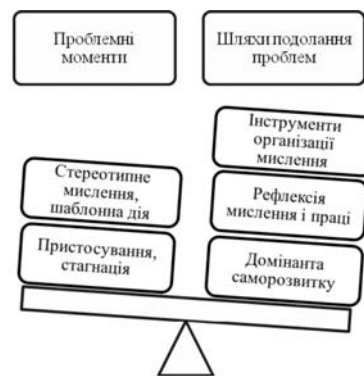 Проблемні
моменти
Шляхи подолання
проблем
Стереотипне
мислення,
шаблонна дія
Пристосування,
стагнація
Інструменти
організації
мислення
Рефлексія
мислення і праці
Домінанта
саморозвитку